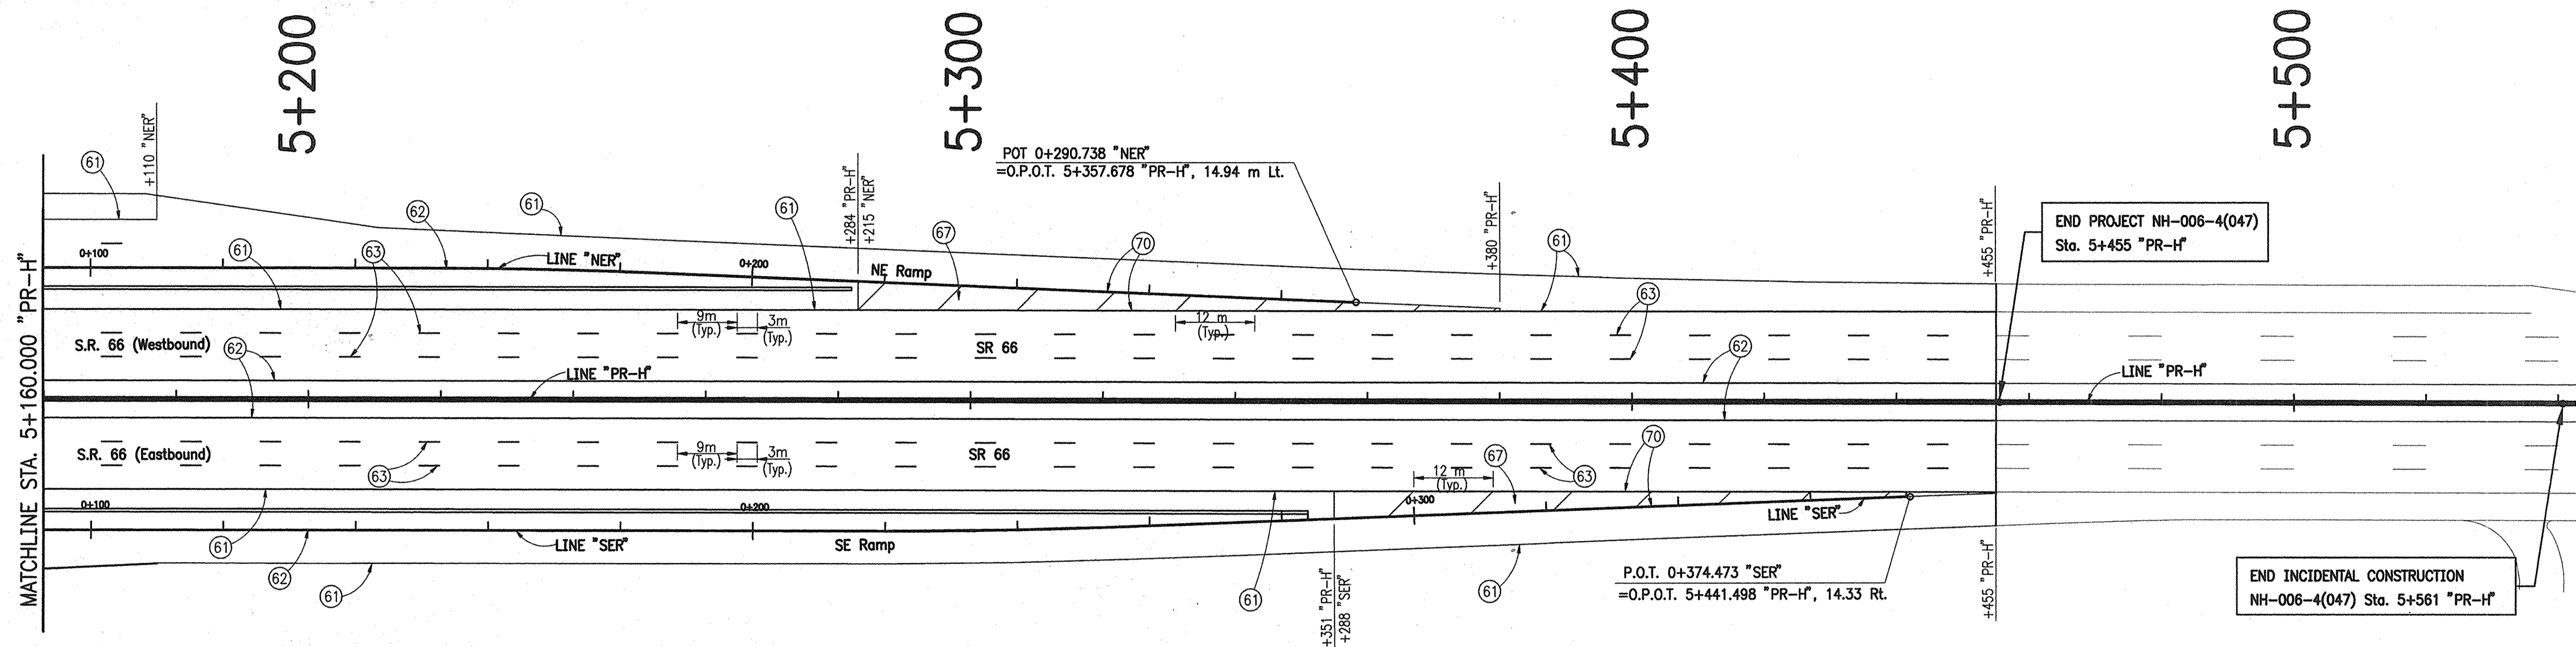 5+200
5+300
5+400
5+500
+110 "NER"
61
POT 0+290.738 "NER"
=O.P.O.T. 5+357.678 "PR-H", 14.94 m Lt.
+284 "PR-H"
+215 "NER"
+380 "PR-H"
+455 "PR-H"
END PROJECT NH-006-4(047)
Sta. 5+455 "PR-H"
62
61
61
67
70
61
61
63
0+100
LINE "NER"
0+200
NE Ramp
63
9m
(Typ.)
3m
(Typ.)
12 m
(Typ.)
S.R. 66 (Westbound)
62
SR 66
62
LINE "PR-H"
LINE "PR-H"
MATCHLINE STA. 5+160.000 "PR-H"
S.R. 66 (Eastbound)
63
9m
(Typ.)
3m
(Typ.)
SR 66
12 m
(Typ.)
67
70
63
0+100
0+200
0+300
LINE "SER"
61
LINE "SER"
SE Ramp
62
61
61
+351 "PR-H"
+288 "SER"
61
P.O.T. 0+374.473 "SER"
=O.P.O.T. 5+441.498 "PR-H", 14.33 Rt.
+455 "PR-H"
END INCIDENTAL CONSTRUCTION
NH-006-4(047) Sta. 5+561 "PR-H"